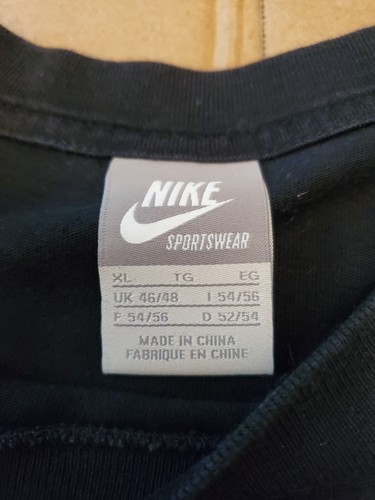 NIKE
SPORTSWEAR
XL TG EG
UK 46/48 I 54/56
F 54/56 D 52/54
MADE IN CHINA
FABRIQUE EN CHINE